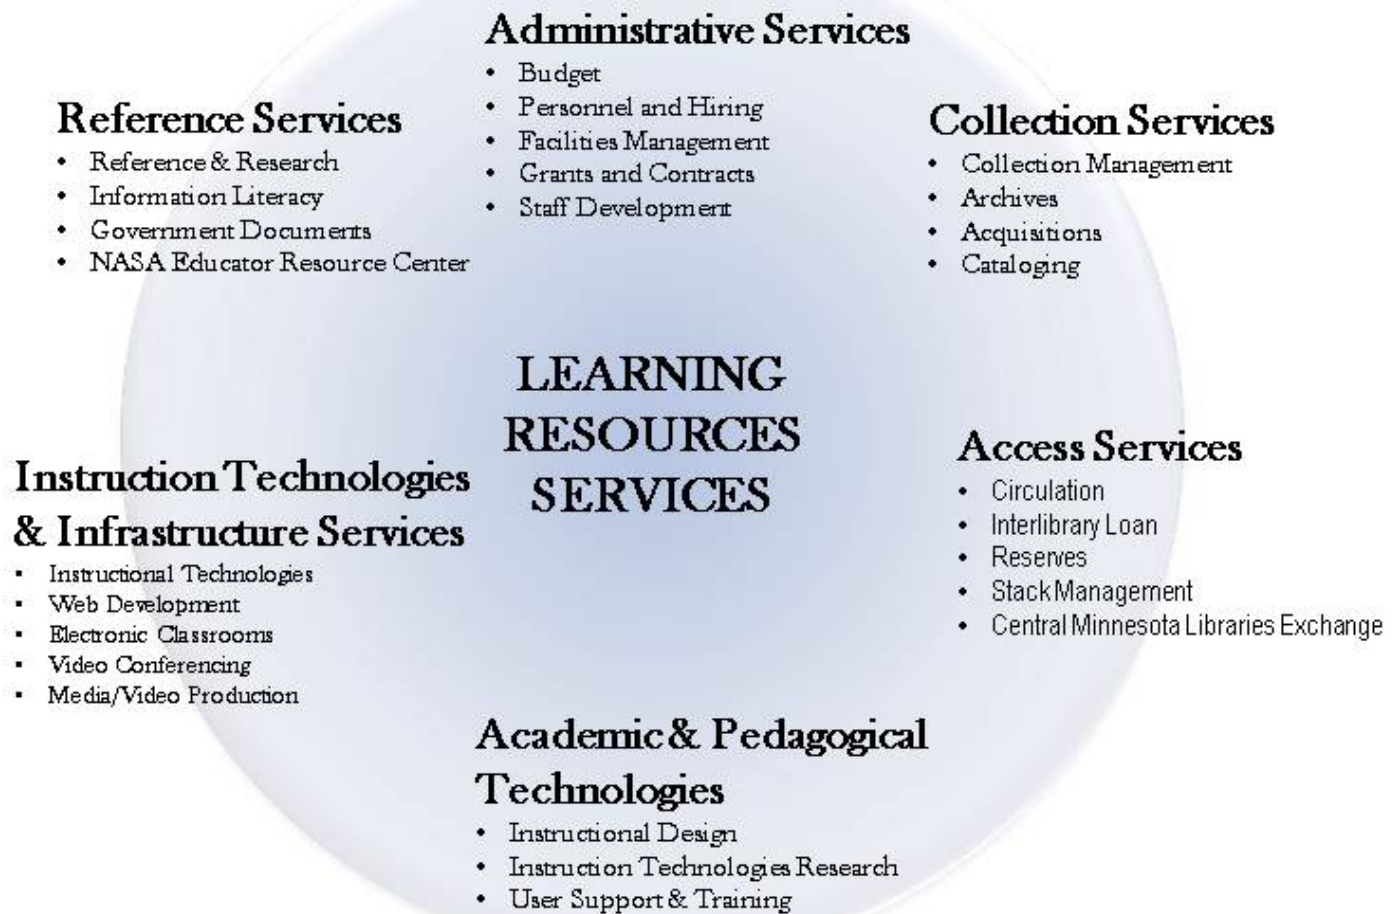 Administrative Services
• Budget
• Personnel and Hiring
• Facilities Management
• Grants and Contracts
• Staff Development
Reference Services
• Reference & Research
• Information Literacy
• Government Documents
• NASA Educator Resource Center
Collection Services
• Collection Management
• Archives
• Acquisitions
• Cataloging
LEARNING
RESOURCES
SERVICES
Instruction Technologies
& Infrastructure Services
▪ Instructional Technologies
▪ Web Development
▪ Electronic Classrooms
▪ Video Conferencing
▪ Media/Video Production
Access Services
• Circulation
• Interlibrary Loan
• Reserves
• Stack Management
• Central Minnesota Libraries Exchange
Academic & Pedagogical
Technologies
• Instructional Design
• Instruction Technologies Research
• User Support & Training